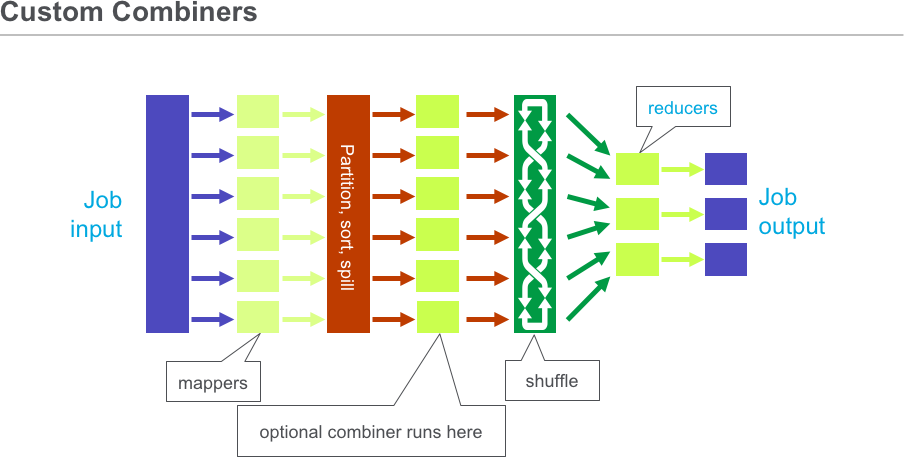 Custom Combiners
reducers
Partition, sort, spill
Job
input
Job
output
mappers
shuffle
optional combiner runs here